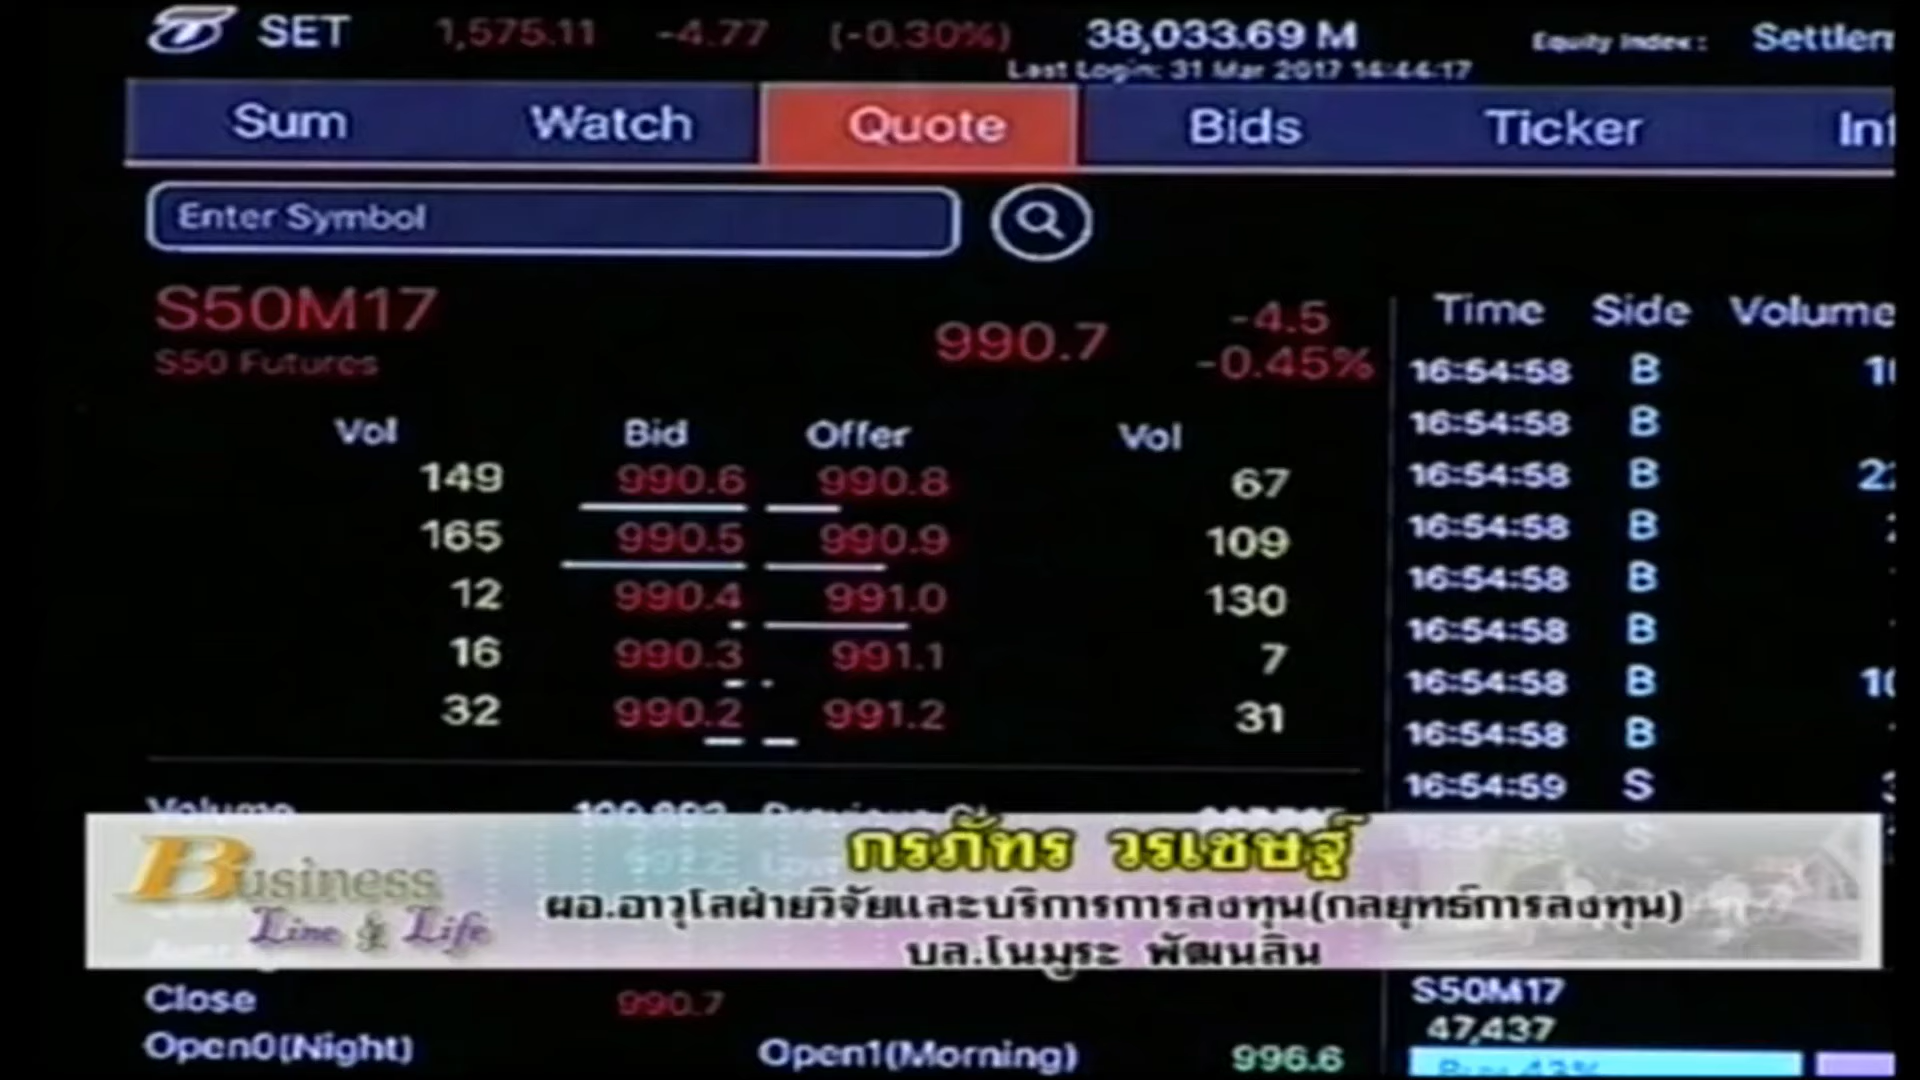 SET 1,575.11 -4.77 (-0.30%) 38,033.69 M Equity Index :
Last Login: 31 Mar 2017 14:44:17
Sum Watch Quote Bids Ticker
Enter Symbol
S50M17 990.7 -4.5
S50 Futures -0.45%
Vol Bid Offer Vol
149 990.6 990.8 67
165 990.5 990.9 109
12 990.4 991.0 130
16 990.3 991.1 7
32 990.2 991.2 31
Time Side Volume
16:54:58 B
16:54:58 B
16:54:58 B
16:54:58 B
16:54:58 B
16:54:58 B
16:54:58 B
16:54:58 B
16:54:59 S
Volume
Business
Line & Life
กรภัทร วรเชษฐ์
ผอ.อาวุโสฝ่ายวิจัยและบริการการลงทุน(กลยุทธ์การลงทุน)
บล.โนมูระ พัฒนสิน
Close 990.7
Open0(Night) Open1(Morning) 996.6
S50M17
47,437